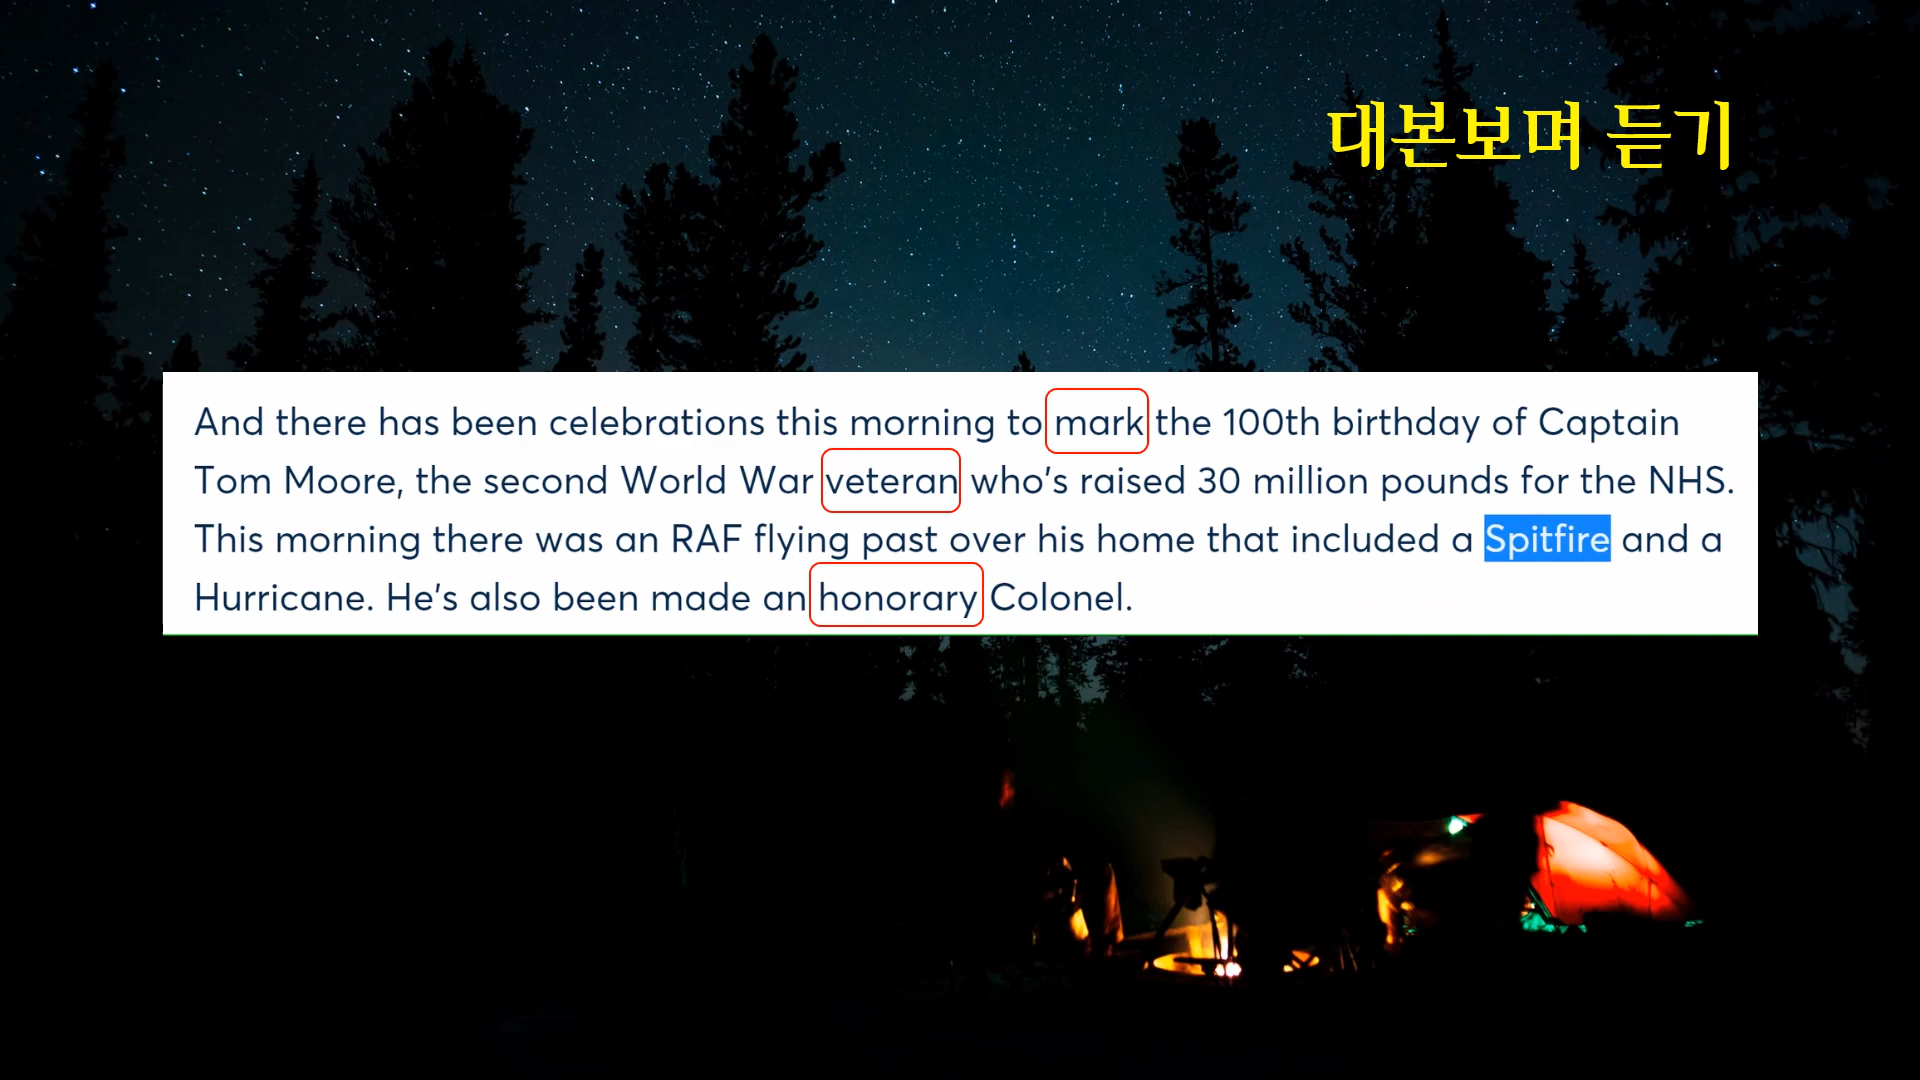 대본보며 듣기
And there has been celebrations this morning to mark the 100th birthday of Captain
Tom Moore, the second World War veteran who's raised 30 million pounds for the NHS.
This morning there was an RAF flying past over his home that included a Spitfire and a
Hurricane. He's also been made an honorary Colonel.